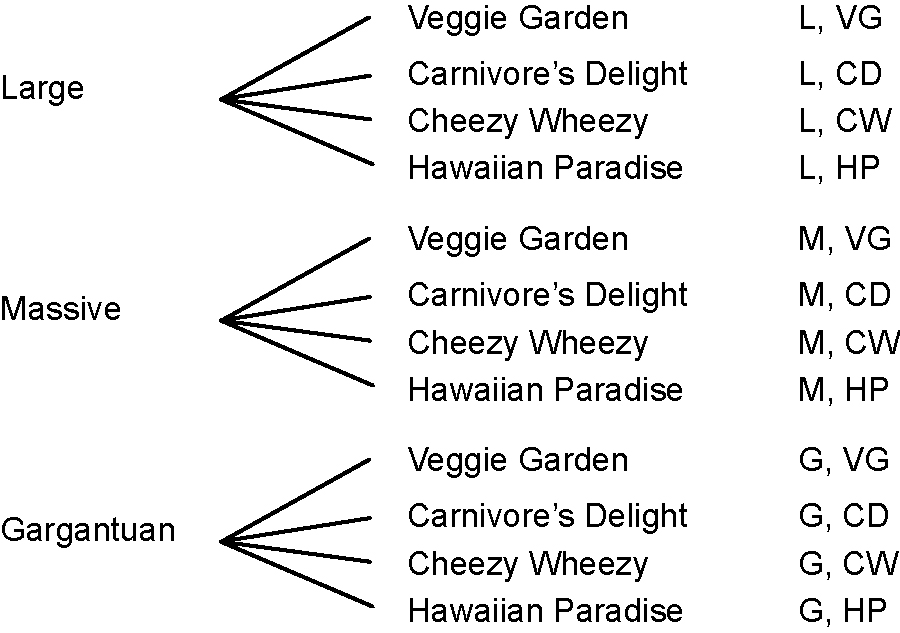 Veggie Garden L, VG
Large
Carnivore’s Delight L, CD
Cheezy Wheezy L, CW
Hawaiian Paradise L, HP
Veggie Garden M, VG
Massive
Carnivore’s Delight M, CD
Cheezy Wheezy M, CW
Hawaiian Paradise M, HP
Veggie Garden G, VG
Gargantuan
Carnivore’s Delight G, CD
Cheezy Wheezy G, CW
Hawaiian Paradise G, HP